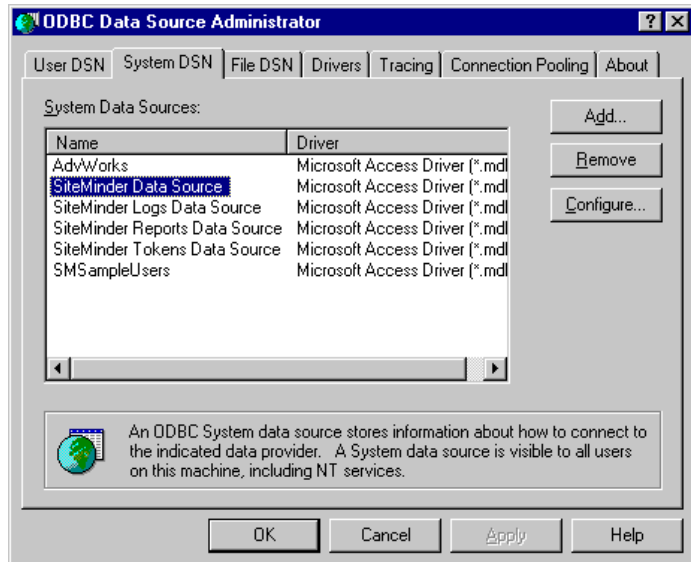 ODBC Data Source Administrator
User DSN System DSN File DSN Drivers Tracing Connection Pooling About
System Data Sources:
Name Driver
AdvWorks Microsoft Access Driver (*.mdl
SiteMinder Data Source Microsoft Access Driver (*.mdl
SiteMinder Logs Data Source Microsoft Access Driver (*.mdl
SiteMinder Reports Data Source Microsoft Access Driver (*.mdl
SiteMinder Tokens Data Source Microsoft Access Driver (*.mdl
SMSampleUsers Microsoft Access Driver (*.mdl
Add...
Remove
Configure...
An ODBC System data source stores information about how to connect to
the indicated data provider. A System data source is visible to all users
on this machine, including NT services.
OK Cancel Apply Help